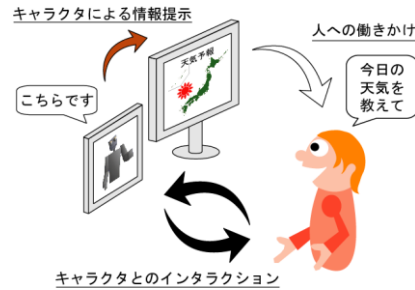 キャラクタによる情報提示
人への働きかけ
天気予報
こちらです
今日の
天気を
教えて
キャラクタとのインタラクション